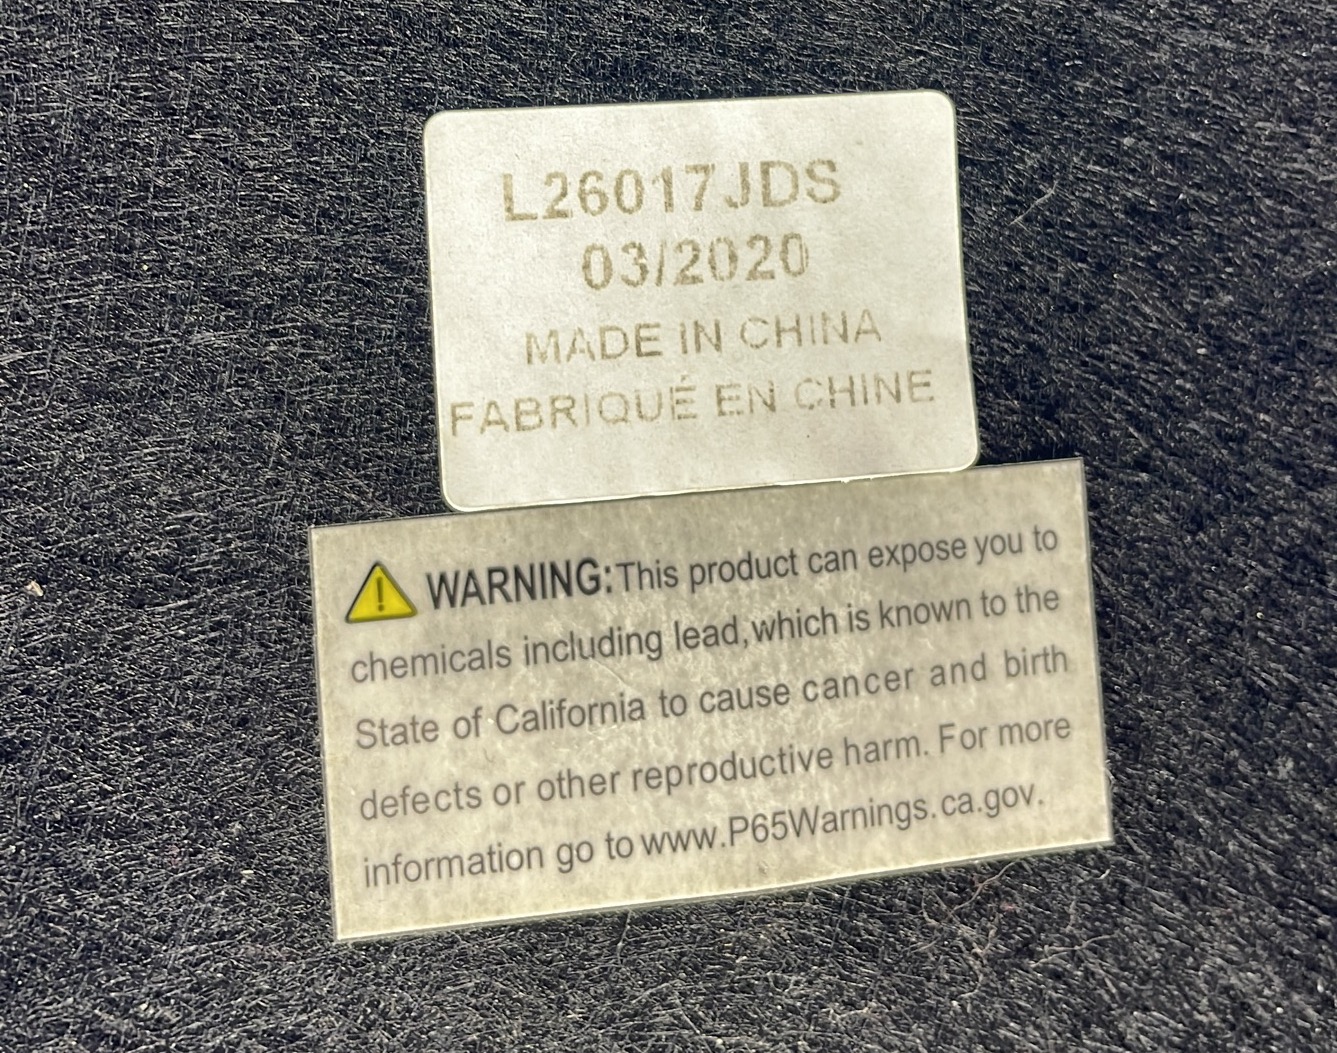 L26017JDS
03/2020
MADE IN CHINA
FABRIQUÉ EN CHINE
WARNING:This product can expose you to
chemicals including lead,which is known to the
State of California to cause cancer and birth
defects or other reproductive harm. For more
information go to www.P65Warnings.ca.gov.